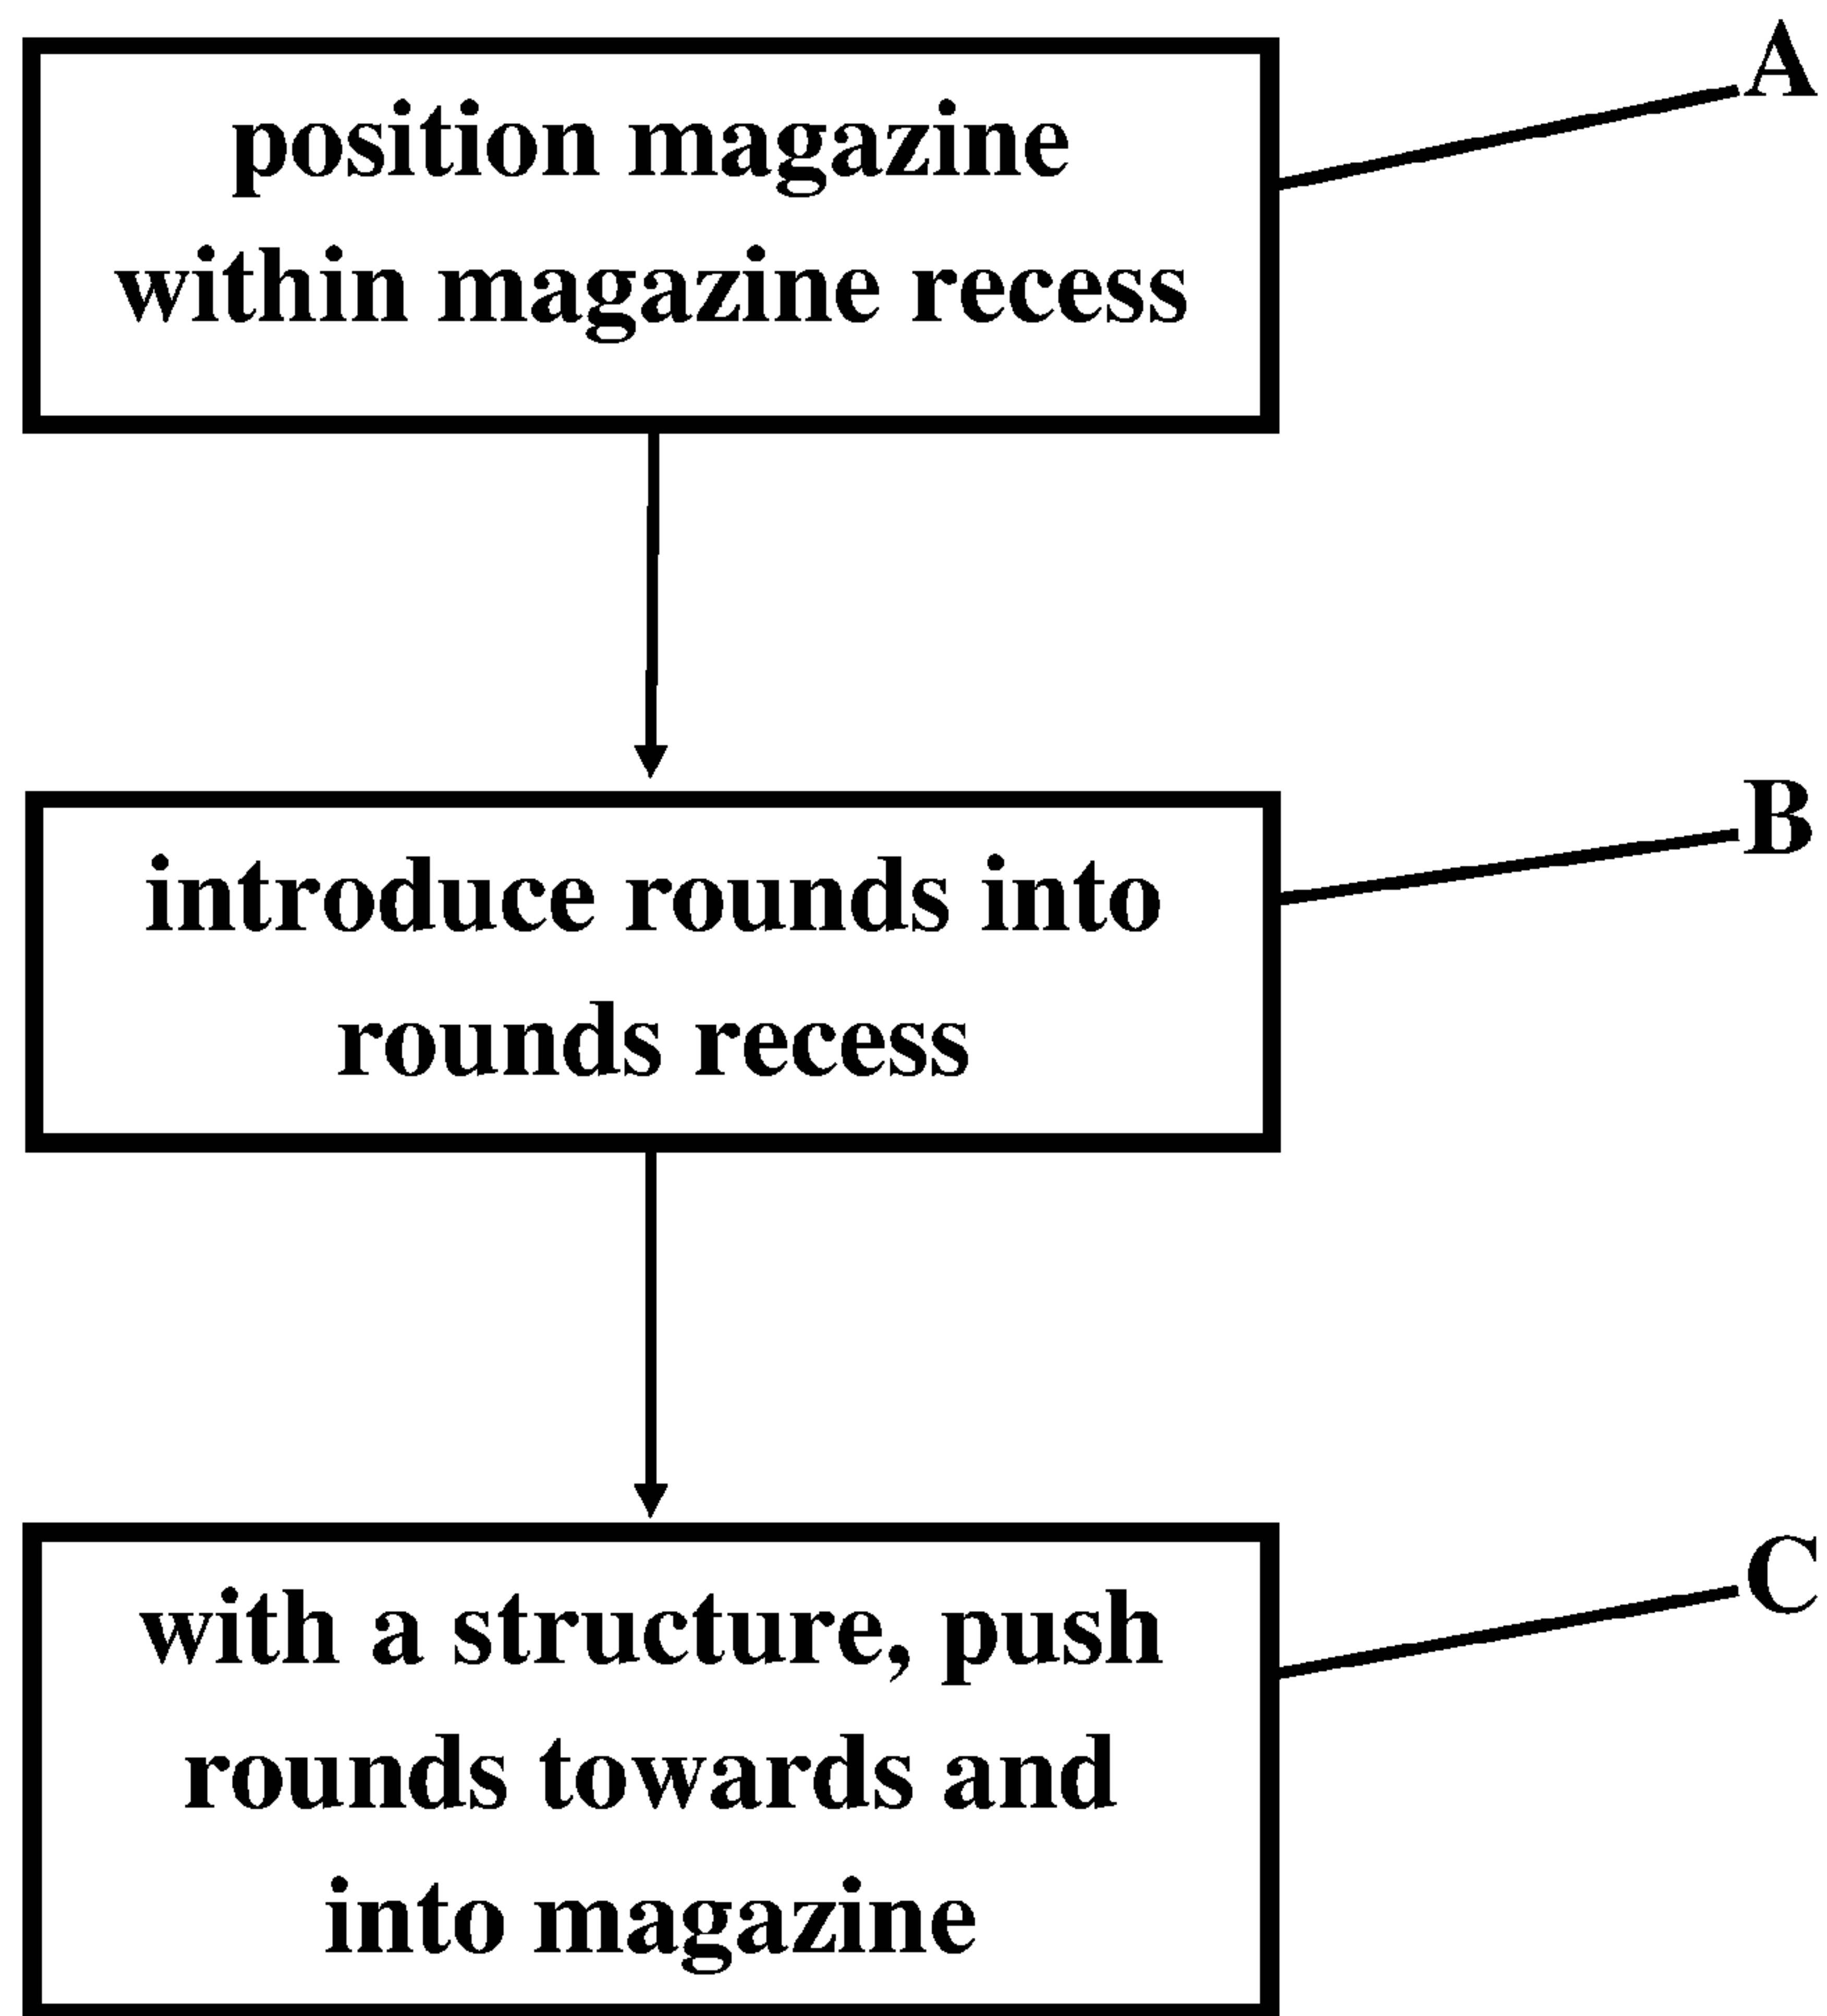 A
position magazine
within magazine recess
B
introduce rounds into
rounds recess
C
with a structure, push
rounds towards and
into magazine